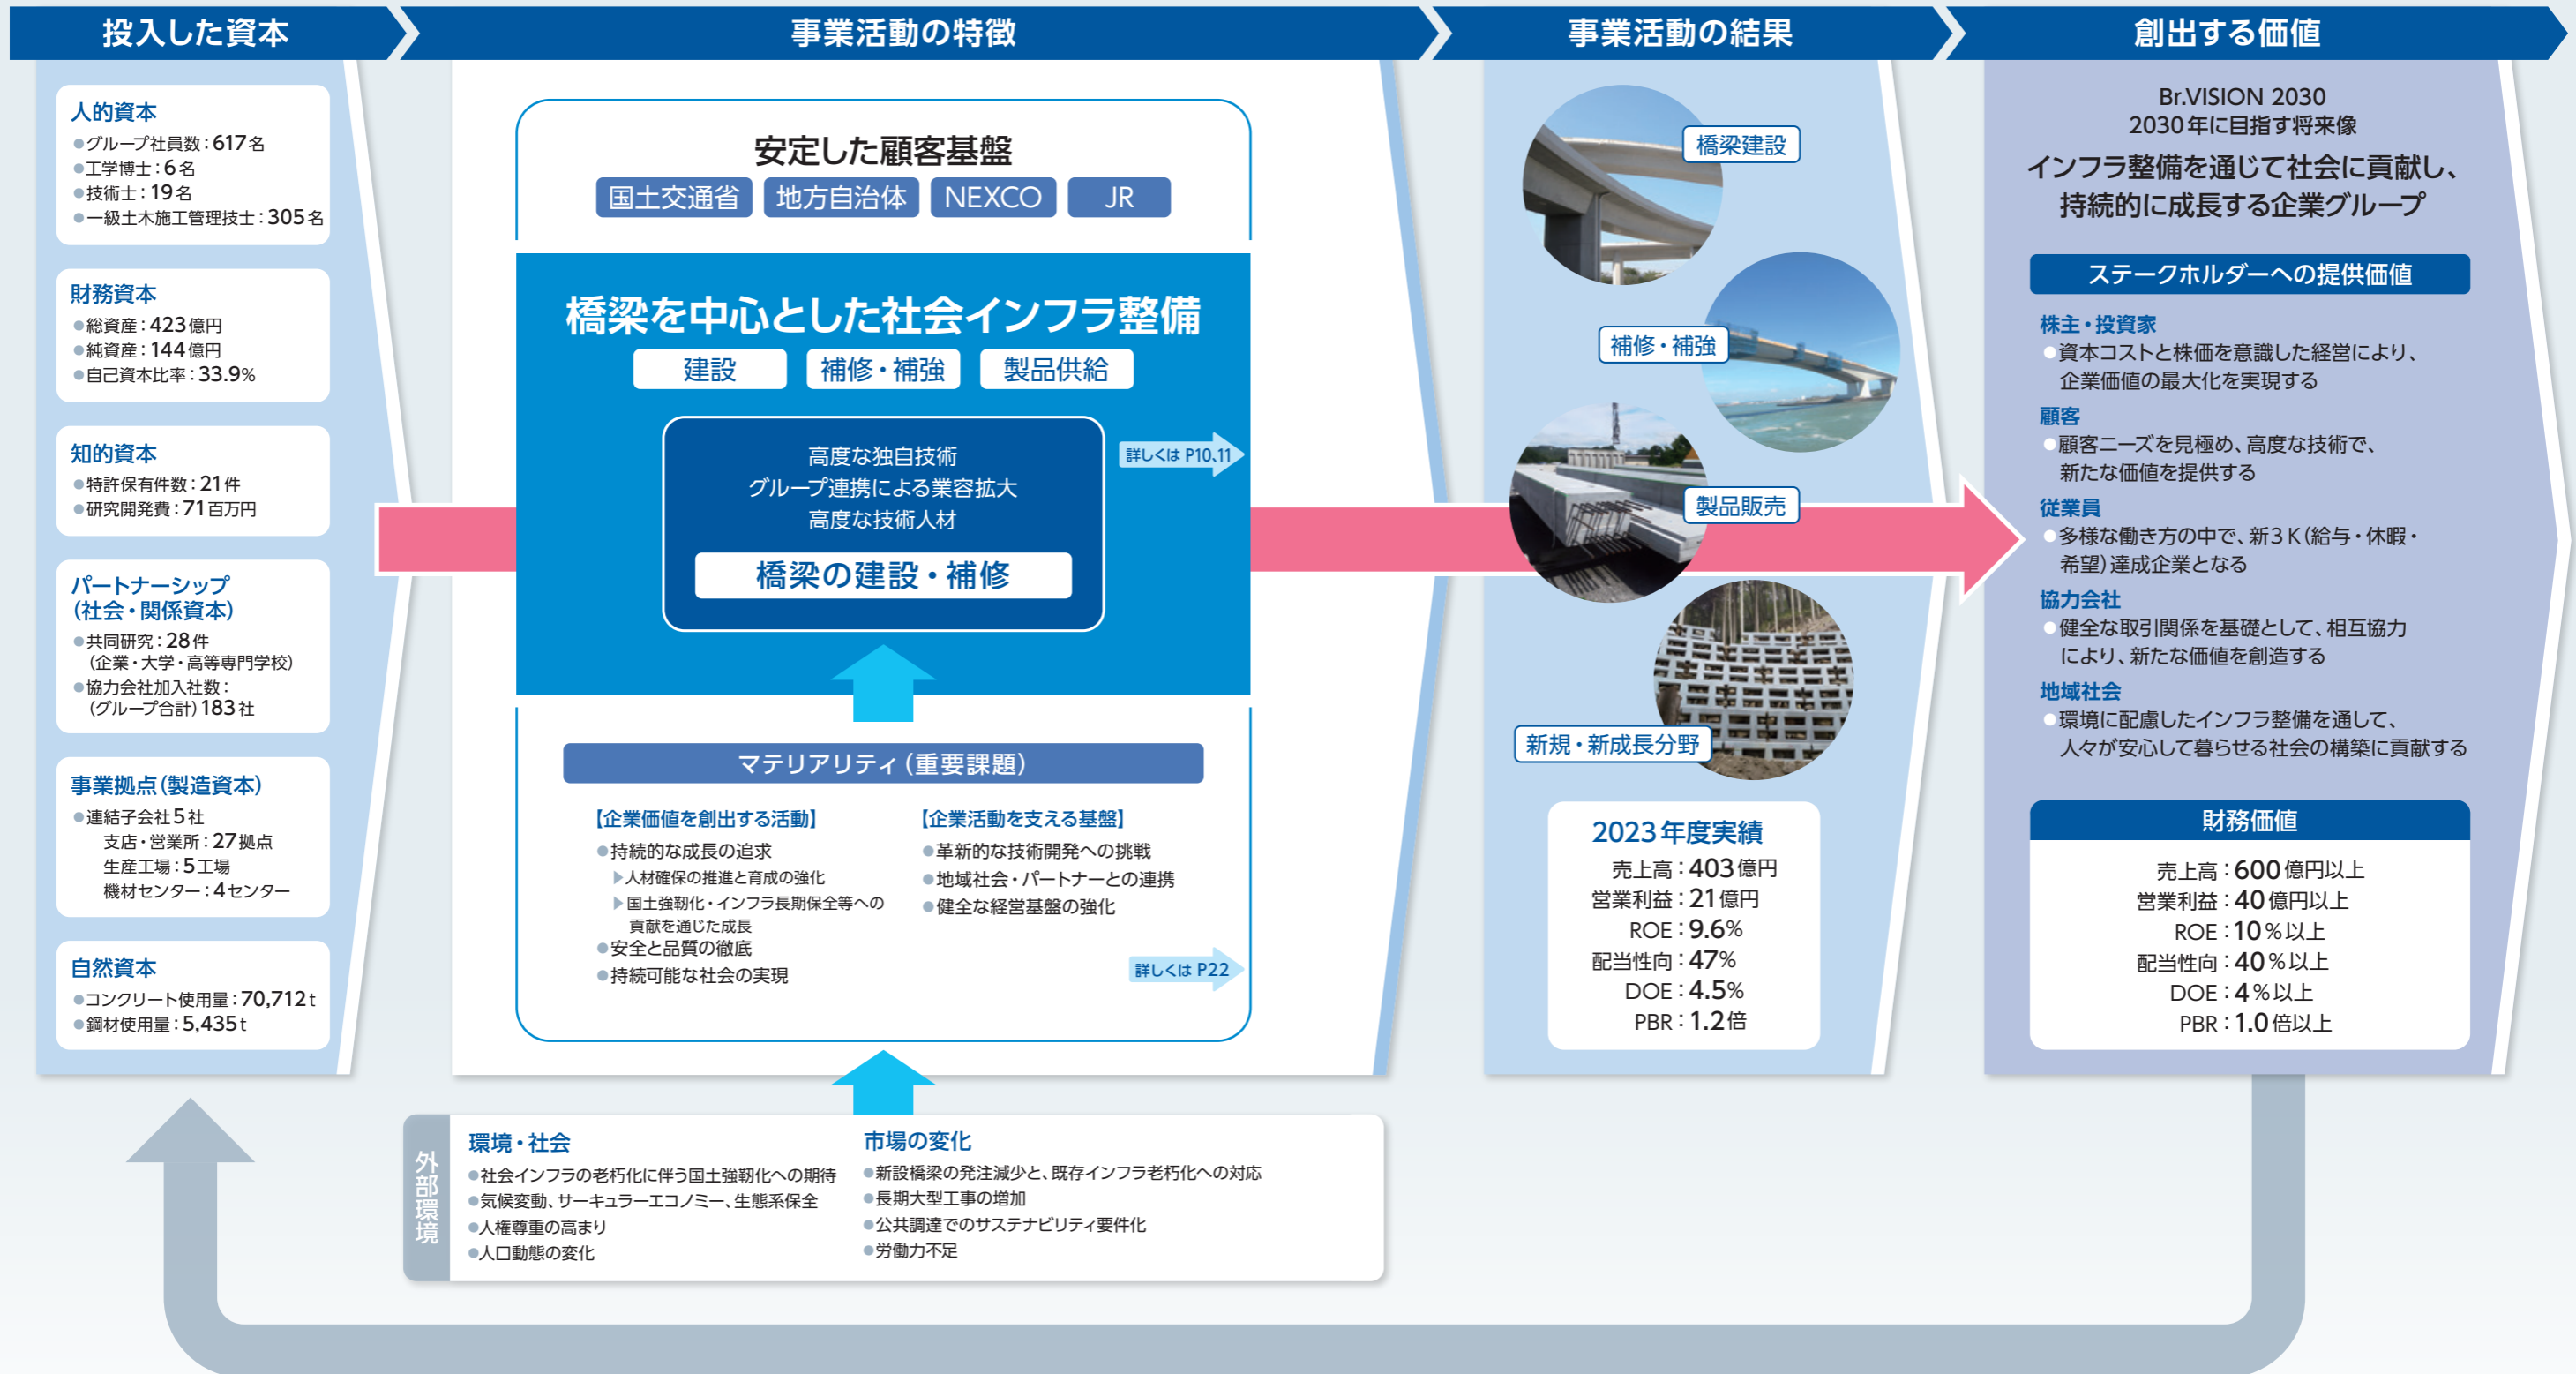 投入した資本
事業活動の特徴
事業活動の結果
創出する価値
人的資本
●グループ社員数：617名
●工学博士：6名
●技術士：19名
●一級土木施工管理技士：305名
財務資本
●総資産：423億円
●純資産：144億円
●自己資本比率：33.9%
知的資本
●特許保有件数：21件
●研究開発費：71百万円
パートナーシップ
（社会・関係資本）
●共同研究：28件
（企業・大学・高等専門学校）
●協力会社加入社数：
（グループ合計）183社
事業拠点（製造資本）
●連結子会社5社
支店・営業所：27拠点
生産工場：5工場
機材センター：4センター
自然資本
●コンクリート使用量：70,712t
●鋼材使用量：5,435t
安定した顧客基盤
国土交通省 地方自治体 NEXCO JR
橋梁を中心とした社会インフラ整備
建設 補修・補強 製品供給
高度な独自技術
グループ連携による業容拡大
高度な技術人材
橋梁の建設・補修
詳しくは P10、11
マテリアリティ（重要課題）
【企業価値を創出する活動】
●持続的な成長の追求
▶人材確保の推進と育成の強化
▶国土強靭化・インフラ長期保全等への
貢献を通じた成長
●安全と品質の徹底
●持続可能な社会の実現
【企業活動を支える基盤】
●革新的な技術開発への挑戦
●地域社会・パートナーとの連携
●健全な経営基盤の強化
詳しくは P22
外部環境
環境・社会
●社会インフラの老朽化に伴う国土強靭化への期待
●気候変動、サーキュラーエコノミー、生態系保全
●人権尊重の高まり
●人口動態の変化
市場の変化
●新設橋梁の発注減少と、既存インフラ老朽化への対応
●長期大型工事の増加
●公共調達でのサステナビリティ要件化
●労働力不足
橋梁建設
補修・補強
製品販売
新規・新成長分野
2023年度実績
売上高：403億円
営業利益：21億円
ROE：9.6%
配当性向：47%
DOE：4.5%
PBR：1.2倍
Br.VISION 2030
2030年に目指す将来像
インフラ整備を通じて社会に貢献し、
持続的に成長する企業グループ
ステークホルダーへの提供価値
株主・投資家
●資本コストと株価を意識した経営により、
企業価値の最大化を実現する
顧客
●顧客ニーズを見極め、高度な技術で、
新たな価値を提供する
従業員
●多様な働き方の中で、新3K（給与・休暇・
希望）達成企業となる
協力会社
●健全な取引関係を基礎として、相互協力
により、新たな価値を創造する
地域社会
●環境に配慮したインフラ整備を通して、
人々が安心して暮らせる社会の構築に貢献する
財務価値
売上高：600億円以上
営業利益：40億円以上
ROE：10％以上
配当性向：40％以上
DOE：4％以上
PBR：1.0倍以上